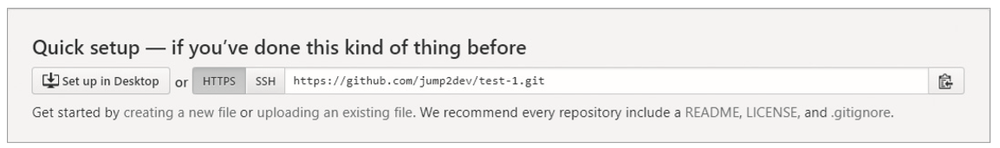 Quick setup — if you’ve done this kind of thing before
Set up in Desktop or HTTPS SSH https://github.com/jump2dev/test-1.git
Get started by creating a new file or uploading an existing file. We recommend every repository include a README, LICENSE, and .gitignore.